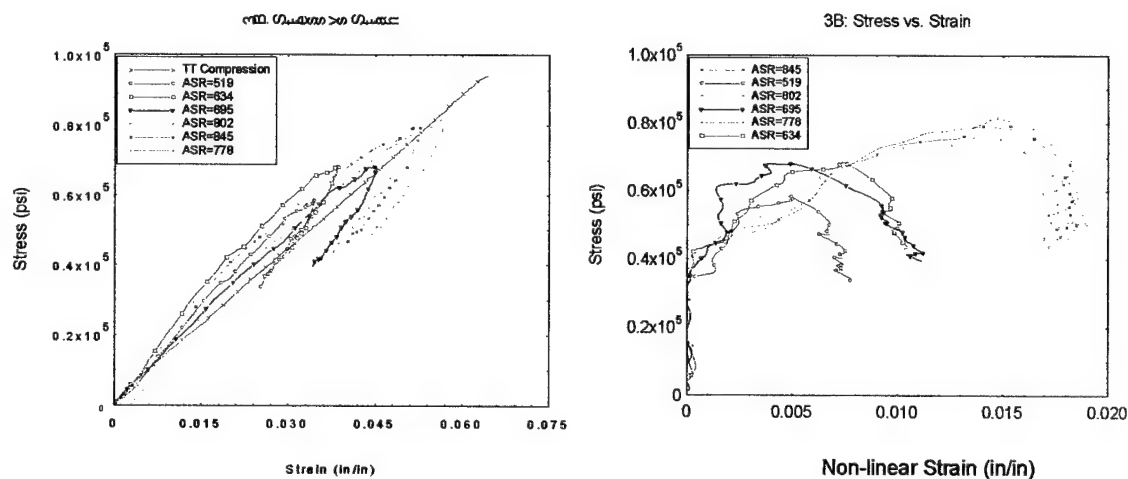 1.0x10⁵
0.8x10⁵
0.6x10⁵
0.4x10⁵
0.2x10⁵
0
Stress (psi)
TT Compression
ASR=519
ASR=634
ASR=695
ASR=802
ASR=845
ASR=778
0 0.015 0.030 0.045 0.060 0.075
Strain (in/in)
3B: Stress vs. Strain
1.0x10⁵
0.8x10⁵
0.6x10⁵
0.4x10⁵
0.2x10⁵
0
Stress (psi)
ASR=845
ASR=519
ASR=802
ASR=695
ASR=778
ASR=634
0 0.005 0.010 0.015 0.020
Non-linear Strain (in/in)